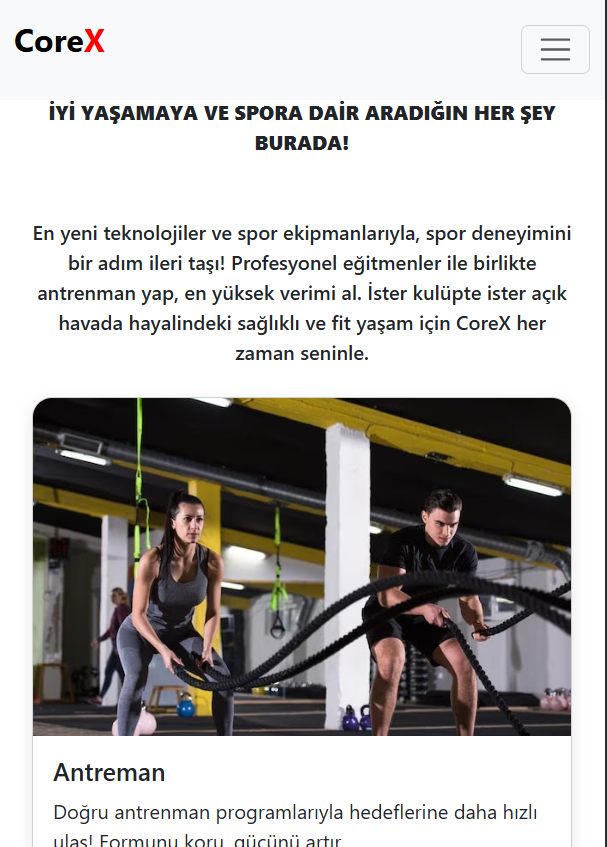 CoreX
İYİ YAŞAMAYA VE SPORA DAİR ARADIĞIN HER ŞEY
BURADA!
En yeni teknolojiler ve spor ekipmanlarıyla, spor deneyimini
bir adım ileri taşı! Profesyonel eğitmenler ile birlikte
antrenman yap, en yüksek verimi al. İster kulüpte ister açık
havada hayalindeki sağlıklı ve fit yaşam için CoreX her
zaman seninle.
Antreman
Doğru antrenman programlarıyla hedeflerine daha hızlı
ulaş! Formunu koru, gücünü artır.